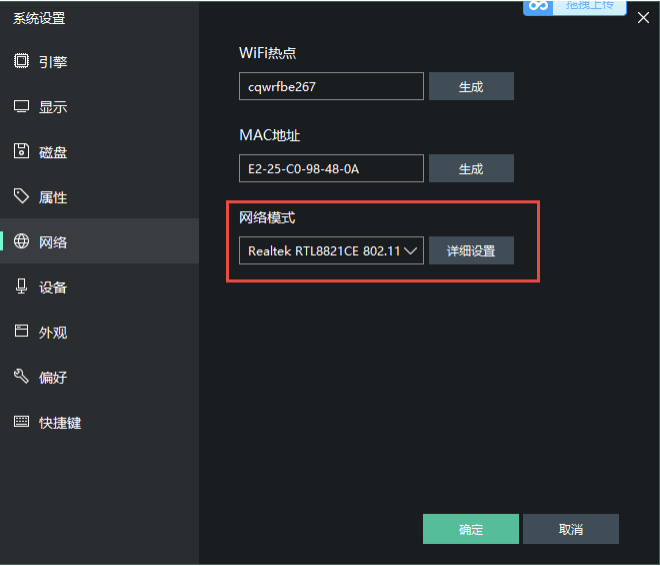 系统设置
拖拽上传
引擎
显示
磁盘
属性
网络
设备
外观
偏好
快捷键
WiFi热点
cqwrfbe267
生成
MAC地址
E2-25-C0-98-48-0A
生成
网络模式
Realtek RTL8821CE 802.11
详细设置
确定
取消